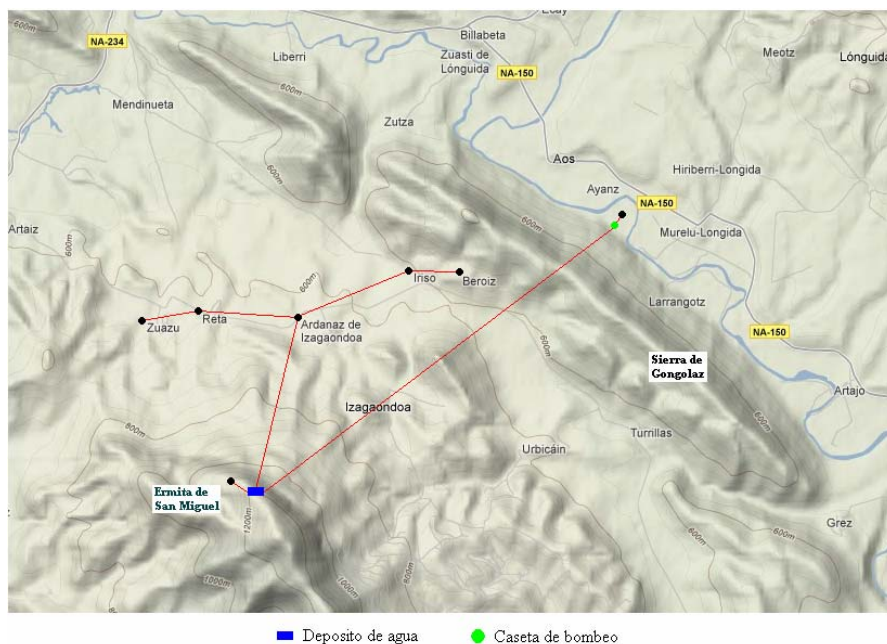 Ecay
NA-234
Billabeta
Liberri
Zuasti de
Lónguida
NA-150
Meotz
Lónguida
Mendinueta
Zutza
600m
600m
600m
Aos
Hiriberri-Longida
Ayanz
NA-150
Artaiz
600m
600m
Murelu-Longida
Iriso
Beroiz
Larrangotz
Zuazu
Reta
Ardanaz de
Izagaondoa
600m
NA-150
Sierra de
Gongolaz
Artajo
Izagaondoa
800m
600m
Turrillas
Urbicáin
Ermita de
San Miguel
1200m
Grez
1000m
1000m
800m
Deposito de agua
Caseta de bombeo